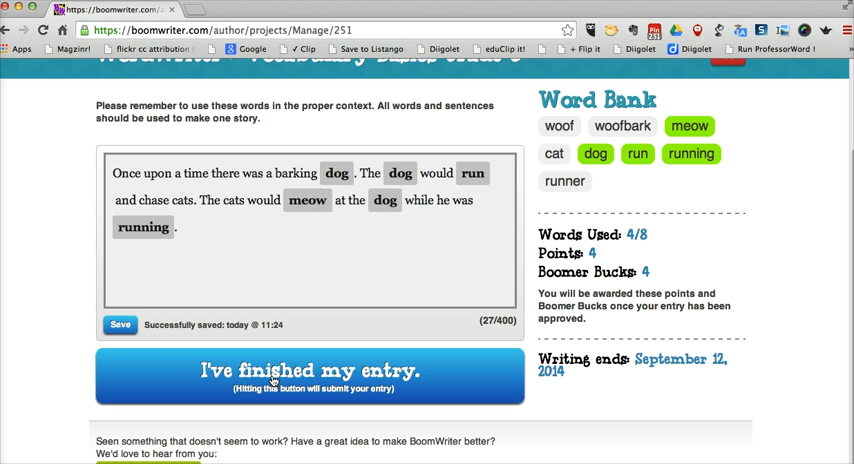 https://boomwriter.com/a
https://boomwriter.com/author/projects/Manage/251
Apps Magzinr! flickr cc attribution Google ✓ Clip Save to Listango Diigolet eduClip it! + Flip it Diigolet Diigolet Run ProfessorWord !
Please remember to use these words in the proper context. All words and sentences
should be used to make one story.
Once upon a time there was a barking dog. The dog would run
and chase cats. The cats would meow at the dog while he was
running.
Save Successfully saved: today @ 11:24 (27/400)
I've finished my entry.
(Hitting this button will submit your entry)
Seen something that doesn't seem to work? Have a great idea to make BoomWriter better?
We'd love to hear from you:
Word Bank
woof woofbark meow
cat dog run running
runner
Words Used: 4/8
Points: 4
Boomer Bucks: 4
You will be awarded these points and
Boomer Bucks once your entry has been
approved.
Writing ends: September 12,
2014